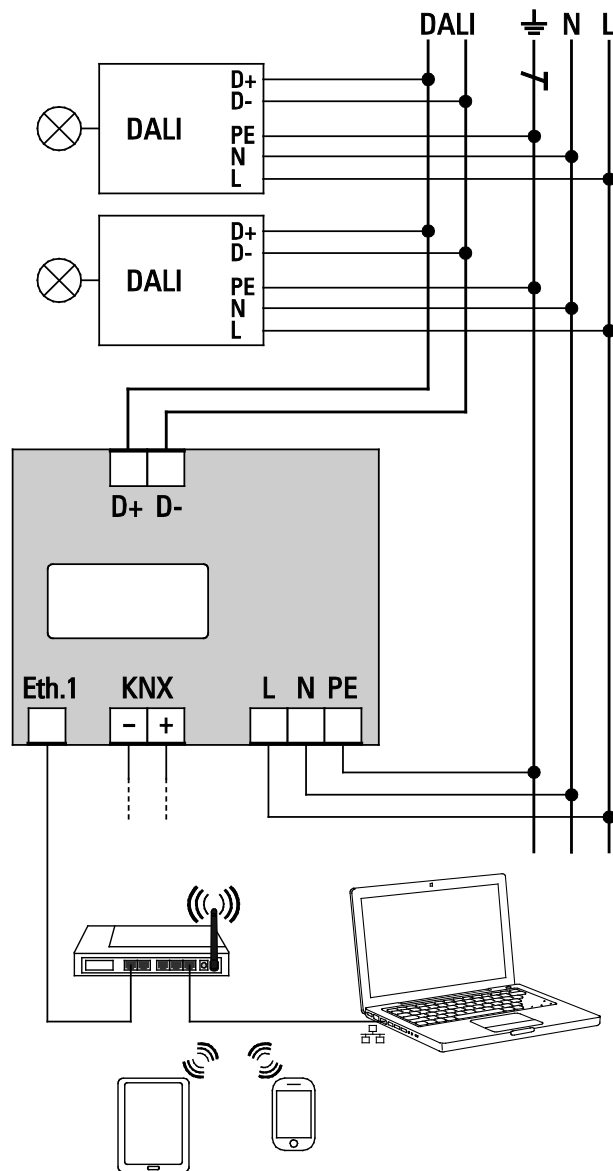 DALI N L
D+
D-
DALI PE
N
L
D+
D-
DALI PE
N
L
D+ D-
Eth.1 KNX L N PE
– +